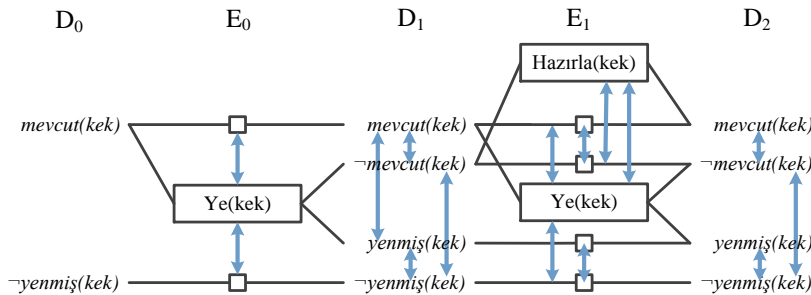 D0 E0 D1 E1 D2
Hazırla(kek)
mevcut(kek) mevcut(kek) mevcut(kek)
¬mevcut(kek) ¬mevcut(kek)
Ye(kek) Ye(kek)
yenmiş(kek) yenmiş(kek)
¬yenmiş(kek) ¬yenmiş(kek) ¬yenmiş(kek)